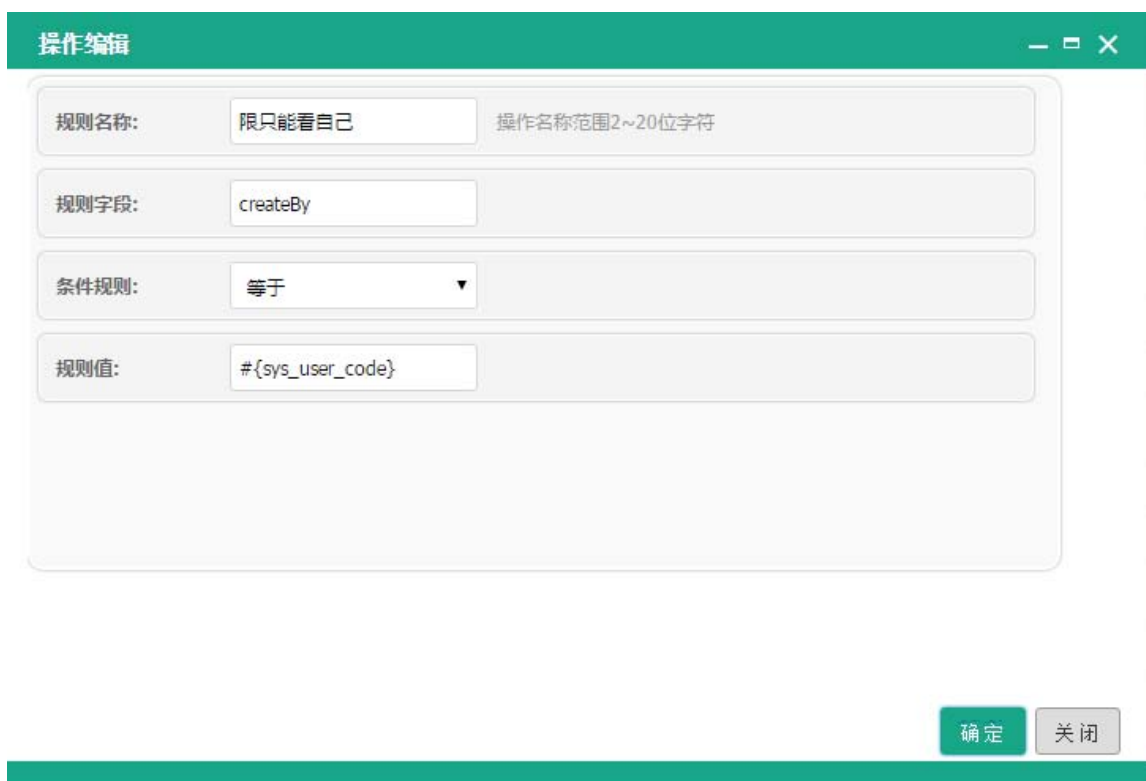 操作编辑
规则名称: 限只能看自己 操作名称范围2~20位字符
规则字段: createBy
条件规则: 等于
规则值: #{sys_user_code}
确定 关闭